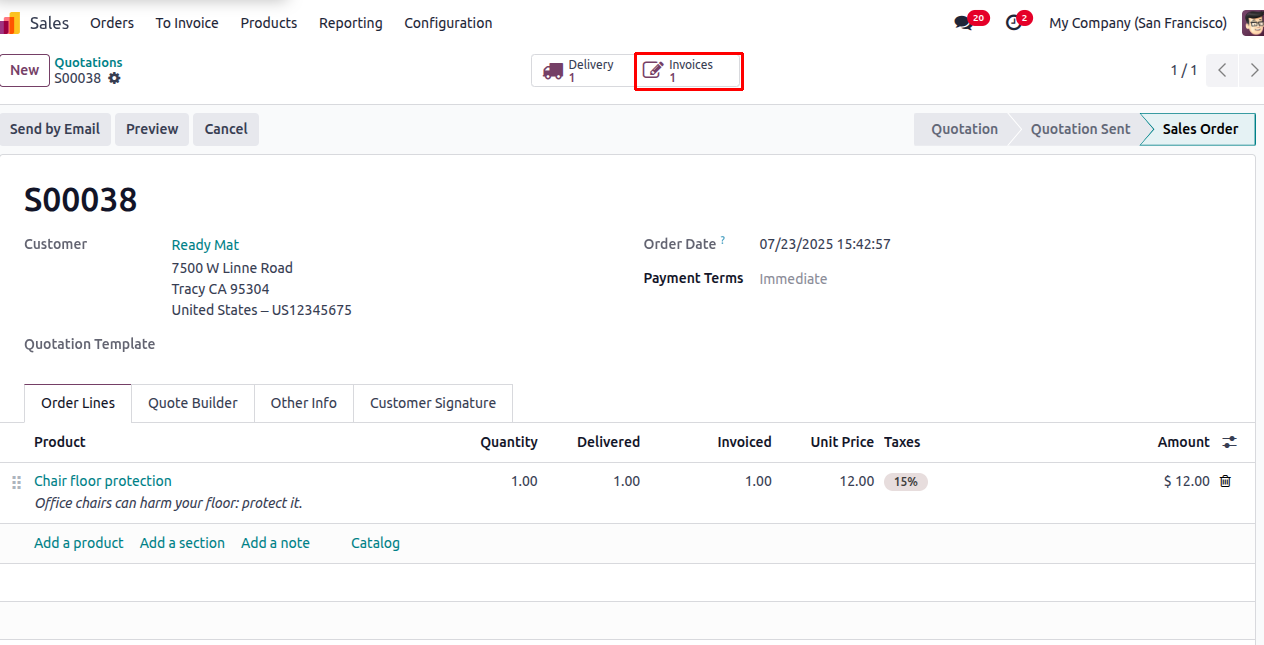 Sales Orders To Invoice Products Reporting Configuration 20 2 My Company (San Francisco)
New Quotations
S00038
Delivery
1
Invoices
1
1 / 1
Send by Email Preview Cancel Quotation Quotation Sent Sales Order
S00038
Customer Ready Mat
7500 W Linne Road
Tracy CA 95304
United States – US12345675
Order Date ? 07/23/2025 15:42:57
Payment Terms Immediate
Quotation Template
Order Lines Quote Builder Other Info Customer Signature
Product Quantity Delivered Invoiced Unit Price Taxes Amount
Chair floor protection 1.00 1.00 1.00 12.00 15% $ 12.00
Office chairs can harm your floor: protect it.
Add a product Add a section Add a note Catalog